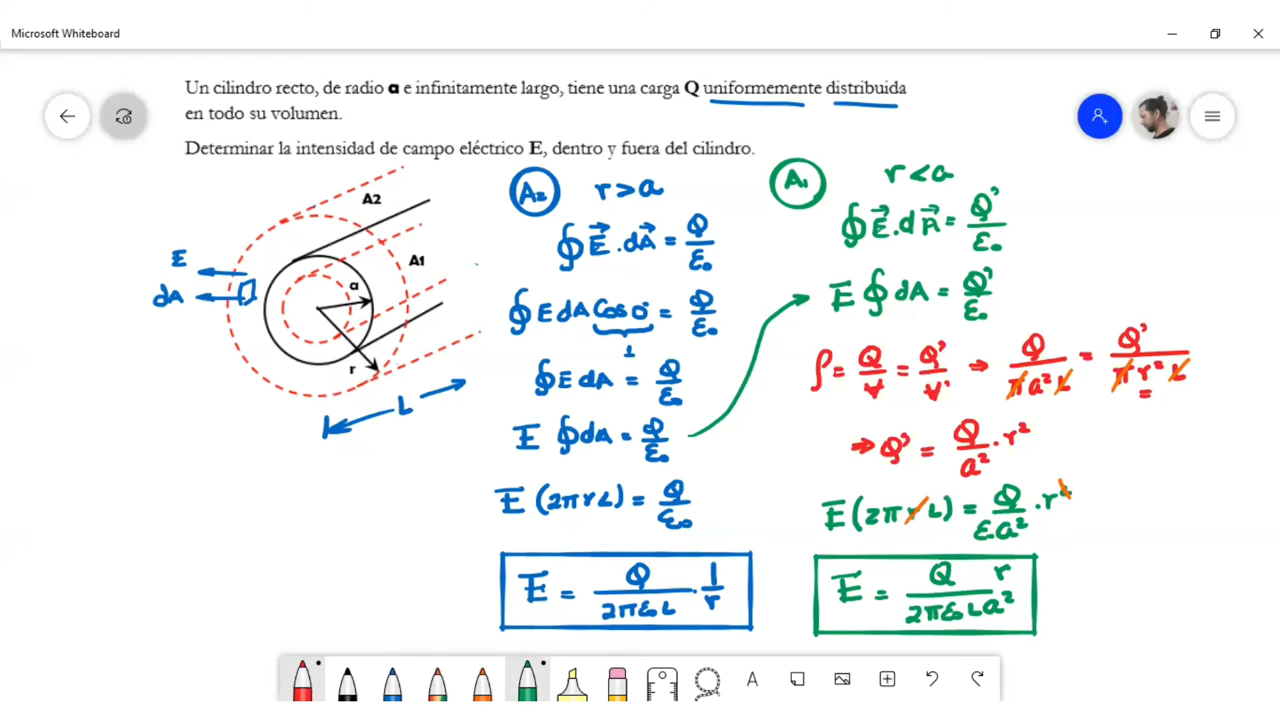 Microsoft Whiteboard
Un cilindro recto, de radio a e infinitamente largo, tiene una carga Q uniformemente distribuida
en todo su volumen.
Determinar la intensidad de campo eléctrico E, dentro y fuera del cilindro.
A2
A1
a
r
E
dA
L
A₂ r>a
∮E⃗.dA⃗ = Q/ε₀
∮E dA Cos 0° = Q/ε₀
1
∮E dA = Q/ε₀
E ∮dA = Q/ε₀
E (2πrL) = Q/ε₀
E = Q/2πε₀L · 1/r
A₁ r<a
∮E⃗.dA⃗ = Q'/ε₀
E ∮dA = Q'/ε₀
ρ = Q/V = Q'/V' → Q/πa²L = Q'/πr²L
⇒ Q' = Q/a² · r²
E (2πrL) = Q/εa² · r²
E = Q r/2πε₀La²
A